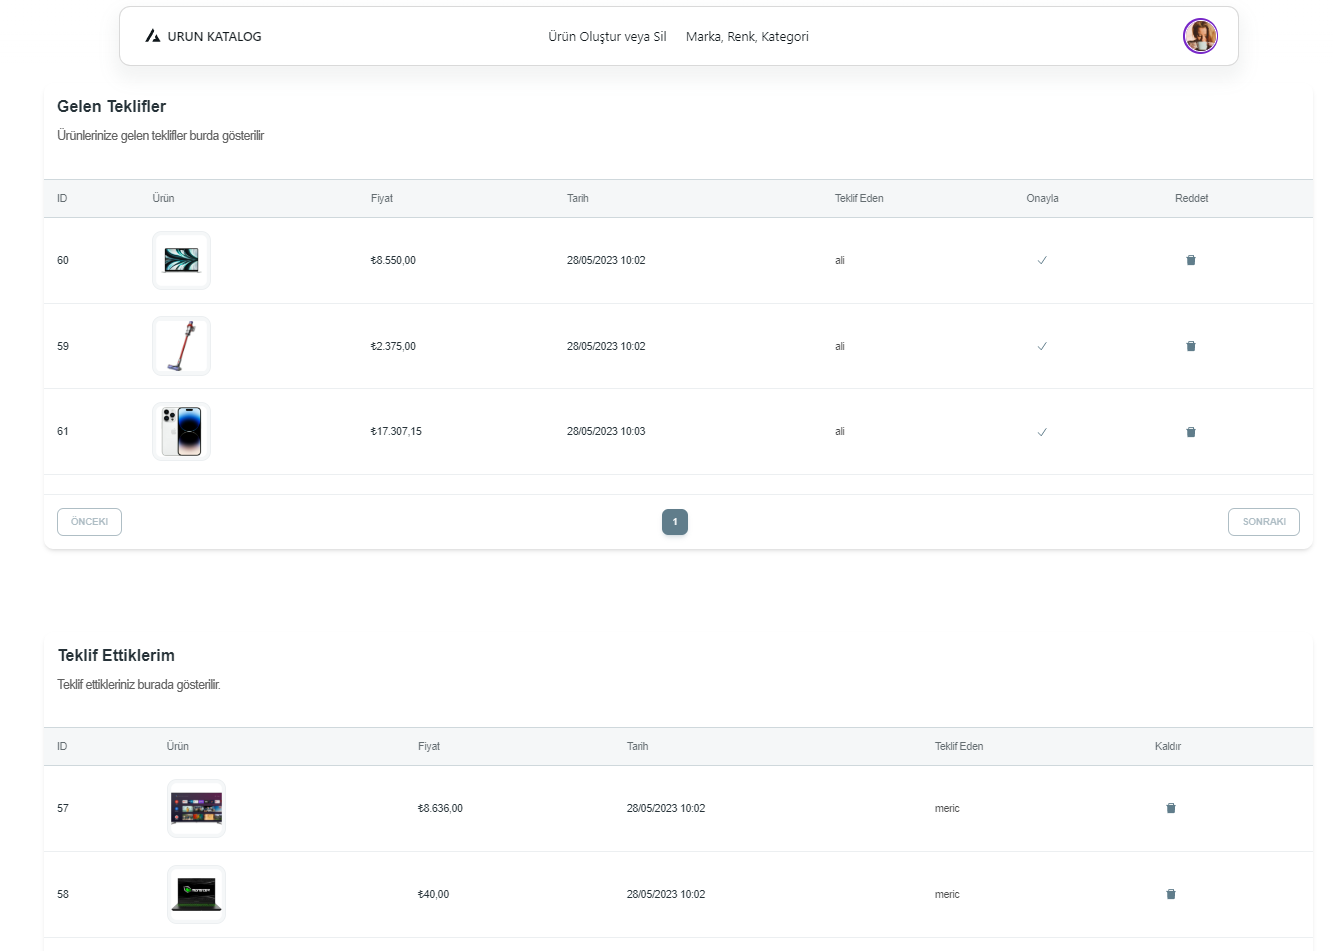 URUN KATALOG
Ürün Oluştur veya Sil Marka, Renk, Kategori
Gelen Teklifler
Ürünlerinize gelen teklifler burda gösterilir
ID Ürün Fiyat Tarih Teklif Eden Onayla Reddet
60 ₺8.550,00 28/05/2023 10:02 ali
59 ₺2.375,00 28/05/2023 10:02 ali
61 ₺17.307,15 28/05/2023 10:03 ali
ÖNCEKI 1 SONRAKI
Teklif Ettiklerim
Teklif ettikleriniz burada gösterilir.
ID Ürün Fiyat Tarih Teklif Eden Kaldır
57 ₺8.636,00 28/05/2023 10:02 meric
58 ₺40,00 28/05/2023 10:02 meric